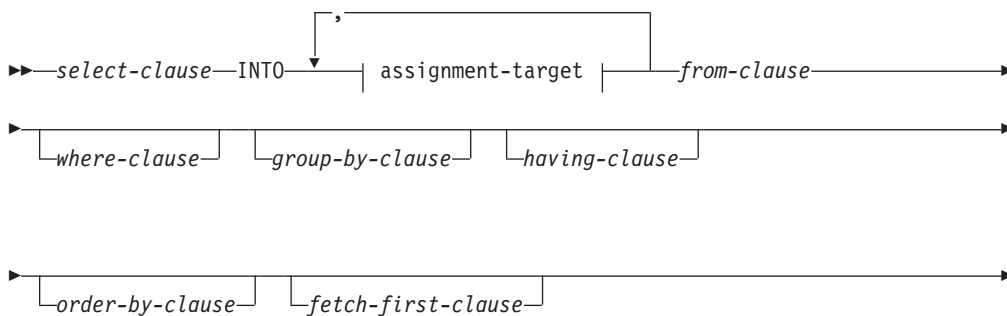 ,
select-clause INTO assignment-target from-clause
where-clause group-by-clause having-clause
order-by-clause fetch-first-clause